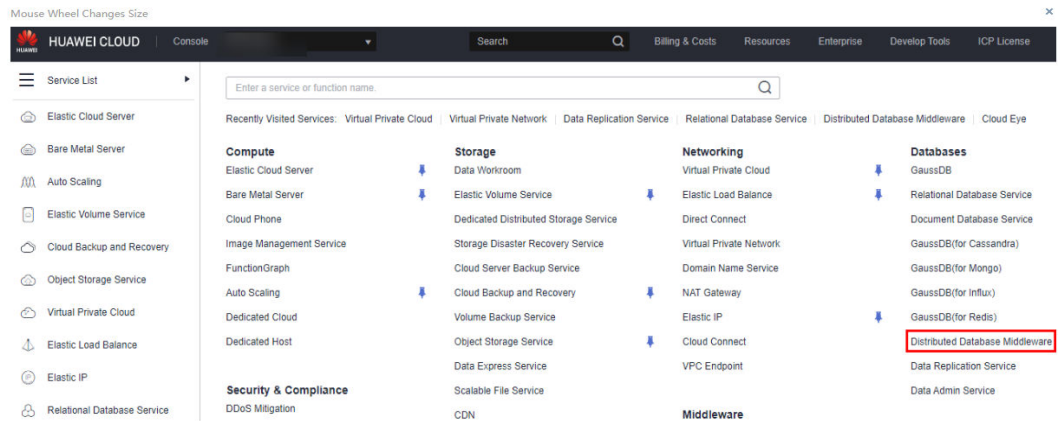 Mouse Wheel Changes Size ×
HUAWEI HUAWEI CLOUD Console Search Billing & Costs Resources Enterprise Develop Tools ICP License
Service List
Enter a service or function name.
Elastic Cloud Server
Bare Metal Server
Auto Scaling
Elastic Volume Service
Cloud Backup and Recovery
Object Storage Service
Virtual Private Cloud
Elastic Load Balance
Elastic IP
Relational Database Service
Recently Visited Services: Virtual Private Cloud Virtual Private Network Data Replication Service Relational Database Service Distributed Database Middleware Cloud Eye
Compute
Elastic Cloud Server
Bare Metal Server
Cloud Phone
Image Management Service
FunctionGraph
Auto Scaling
Dedicated Cloud
Dedicated Host
Security & Compliance
DDoS Mitigation
Storage
Data Workroom
Elastic Volume Service
Dedicated Distributed Storage Service
Storage Disaster Recovery Service
Cloud Server Backup Service
Cloud Backup and Recovery
Volume Backup Service
Object Storage Service
Data Express Service
Scalable File Service
CDN
Networking
Virtual Private Cloud
Elastic Load Balance
Direct Connect
Virtual Private Network
Domain Name Service
NAT Gateway
Elastic IP
Cloud Connect
VPC Endpoint
Middleware
Databases
GaussDB
Relational Database Service
Document Database Service
GaussDB(for Cassandra)
GaussDB(for Mongo)
GaussDB(for Influx)
GaussDB(for Redis)
Distributed Database Middleware
Data Replication Service
Data Admin Service